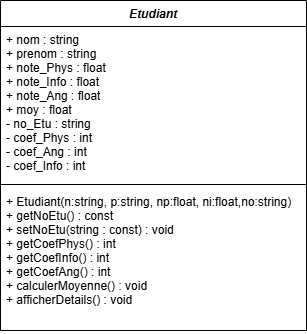 Etudiant
+ nom : string
+ prenom : string
+ note_Phys : float
+ note_Info : float
+ note_Ang : float
+ moy : float
- no_Etu : string
- coef_Phys : int
- coef_Ang : int
- coef_Info : int
+ Etudiant(n:string, p:string, np:float, ni:float,no:string)
+ getNoEtu() : const
+ setNoEtu(string : const) : void
+ getCoefPhys() : int
+ getCoefInfo() : int
+ getCoefAng() : int
+ calculerMoyenne() : void
+ afficherDetails() : void